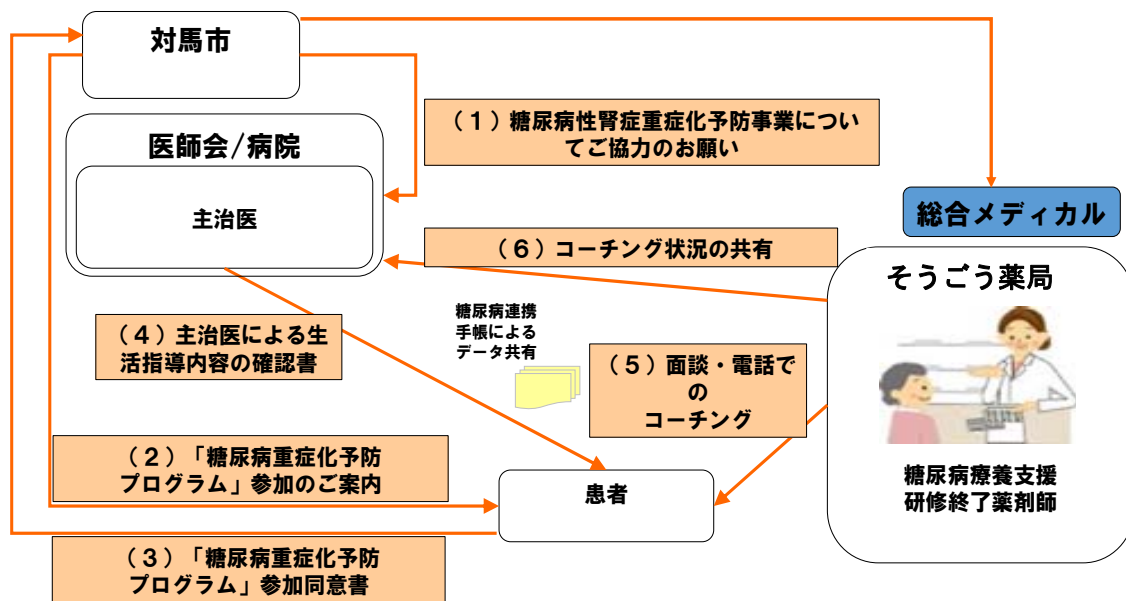 対馬市
医師会/病院
主治医
(1)糖尿病性腎症重症化予防事業につい
てご協力のお願い
総合メディカル
(6)コーチング状況の共有
そうごう薬局
(4)主治医による生
活指導内容の確認書
糖尿病連携
手帳による
データ共有
(5)面談・電話で
の
コーチング
(2)「糖尿病重症化予防
プログラム」参加のご案内
患者
糖尿病療養支援
研修終了薬剤師
(3)「糖尿病重症化予防
プログラム」参加同意書